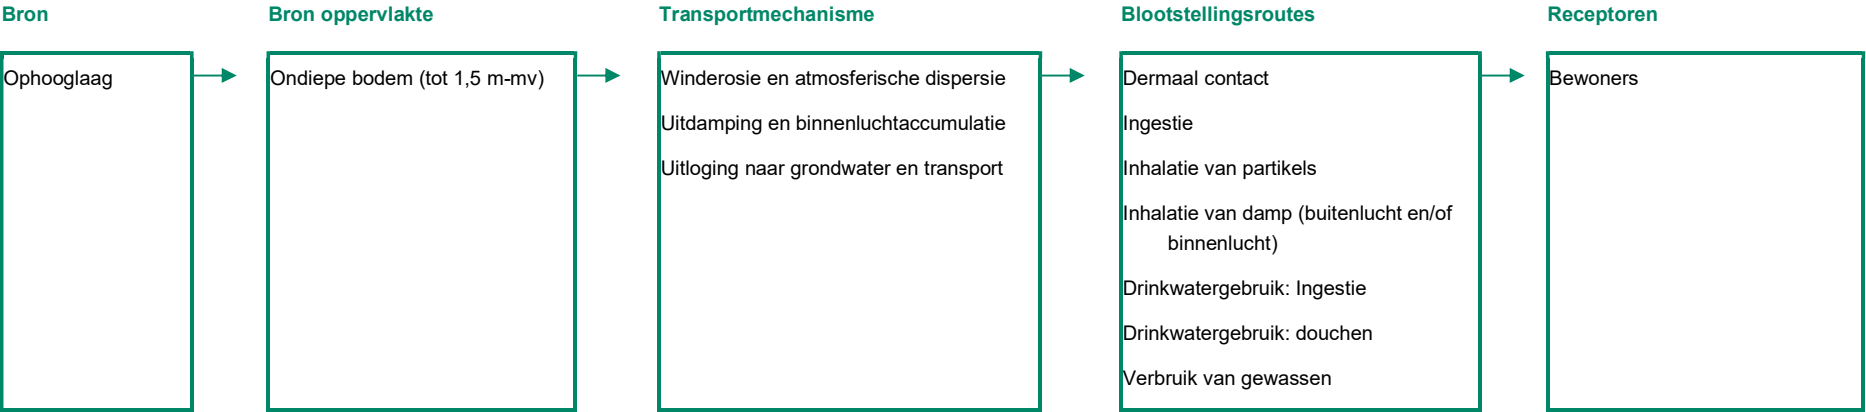 Bron
Bron oppervlakte
Transportmechanisme
Blootstellingsroutes
Receptoren
Ophooglaag
Ondiepe bodem (tot 1,5 m-mv)
Winderosie en atmosferische dispersie
Uitdamping en binnenluchtaccumulatie
Uitloging naar grondwater en transport
Dermaal contact
Ingestie
Inhalatie van partikels
Inhalatie van damp (buitenlucht en/of
binnenlucht)
Drinkwatergebruik: Ingestie
Drinkwatergebruik: douchen
Verbruik van gewassen
Bewoners